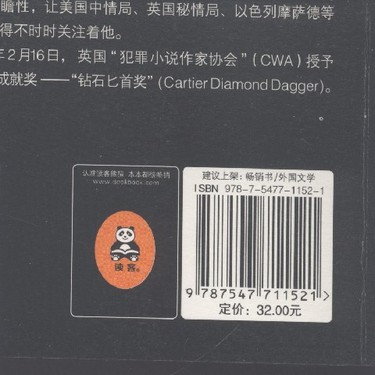 瞻性，让美国中情局、英国秘情局、以色列摩萨德等
得不时时关注着他。
年2月16日，英国“犯罪小说作家协会”（CWA）授予
成就奖——“钻石匕首奖”（Cartier Diamond Dagger)。
认准读客熊猫 本本都很畅销
www.dookbook.com
读客®
建议上架：畅销书/外国文学
ISBN 978-7-5477-1152-1
9 787547 711521 >
定价：32.00元